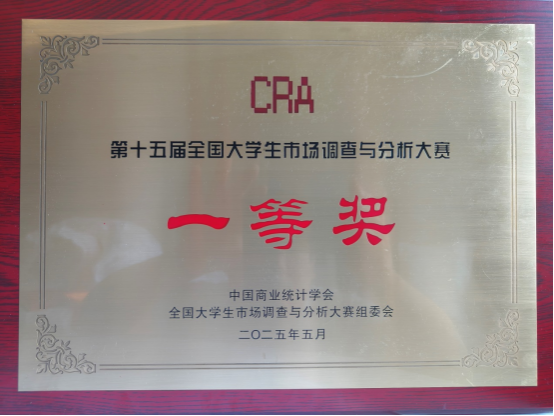 CRA
第十五届全国大学生市场调查与分析大赛
一等奖
中国商业统计学会
全国大学生市场调查与分析大赛组委会
二〇二五年五月